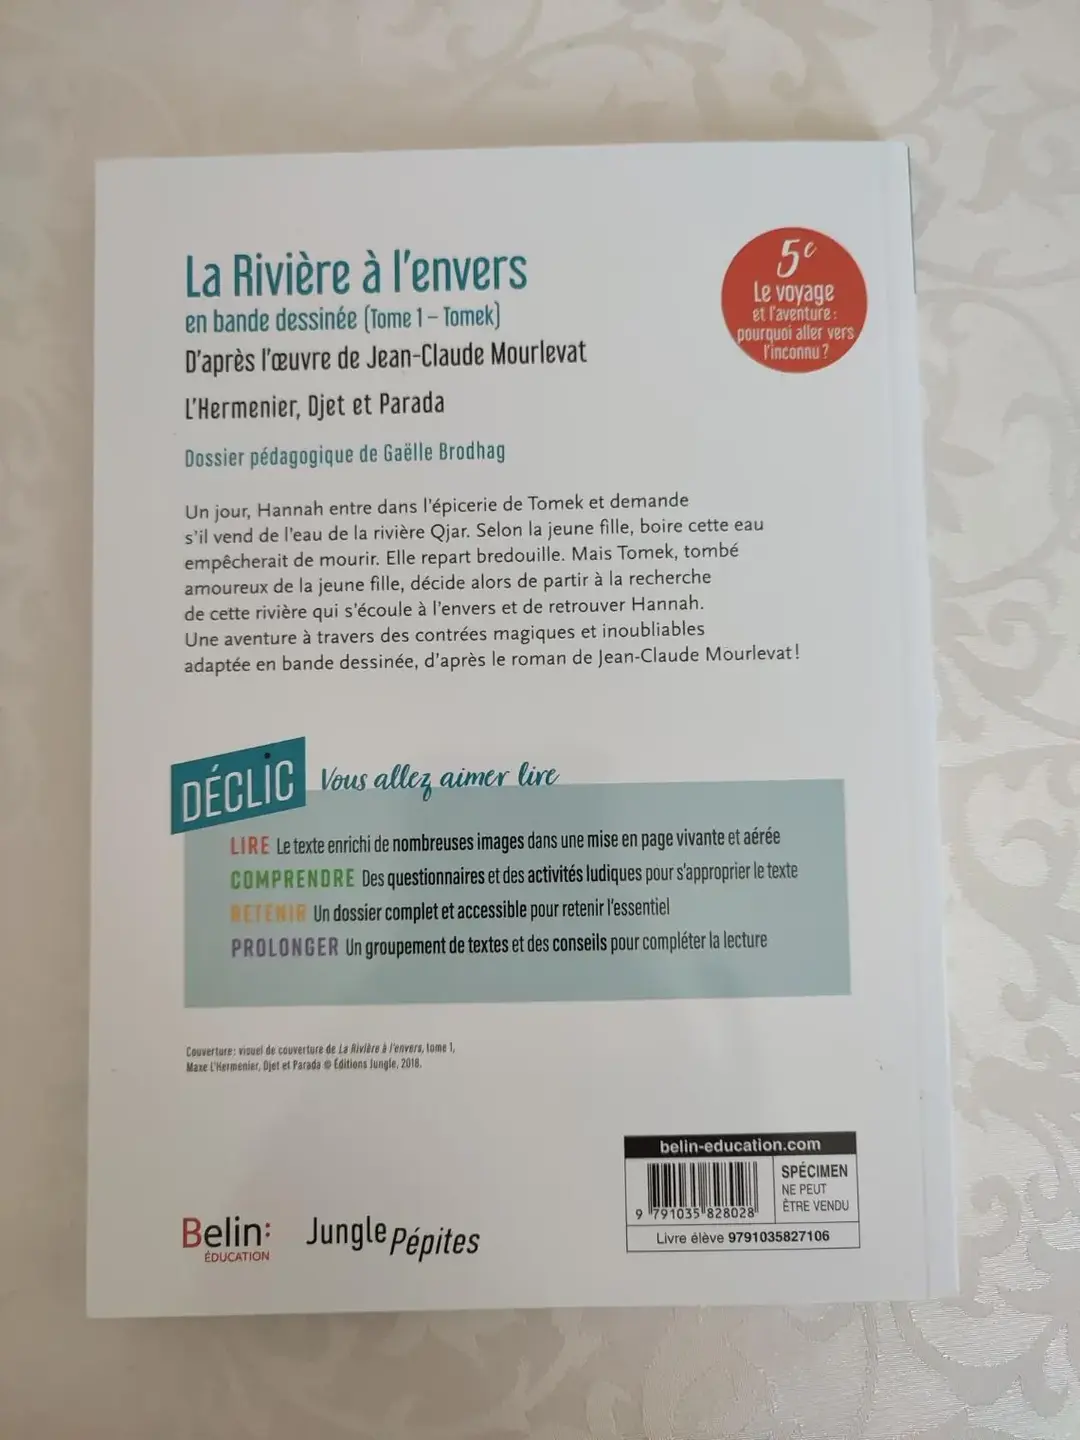 La Rivière à l'envers
en bande dessinée (Tome 1 – Tomek)
D'après l'œuvre de Jean-Claude Mourlevat
L'Hermenier, Djet et Parada
Dossier pédagogique de Gaëlle Brodhag
5e
Le voyage
et l'aventure :
pourquoi aller vers
l'inconnu ?
Un jour, Hannah entre dans l'épicerie de Tomek et demande
s'il vend de l'eau de la rivière Qjar. Selon la jeune fille, boire cette eau
empêcherait de mourir. Elle repart bredouille. Mais Tomek, tombé
amoureux de la jeune fille, décide alors de partir à la recherche
de cette rivière qui s'écoule à l'envers et de retrouver Hannah.
Une aventure à travers des contrées magiques et inoubliables
adaptée en bande dessinée, d'après le roman de Jean-Claude Mourlevat !
DÉCLIC Vous allez aimer lire
LIRE Le texte enrichi de nombreuses images dans une mise en page vivante et aérée
COMPRENDRE Des questionnaires et des activités ludiques pour s'approprier le texte
RETENIR Un dossier complet et accessible pour retenir l'essentiel
PROLONGER Un groupement de textes et des conseils pour compléter la lecture
Couverture : visuel de couverture de La Rivière à l'envers, tome 1,
Maxe L'Hermenier, Djet et Parada © Éditions Jungle, 2018.
belin-education.com
SPÉCIMEN
NE PEUT
ÊTRE VENDU
9 791035 828028
Livre élève 9791035827106
Belin:
ÉDUCATION
Jungle Pépites